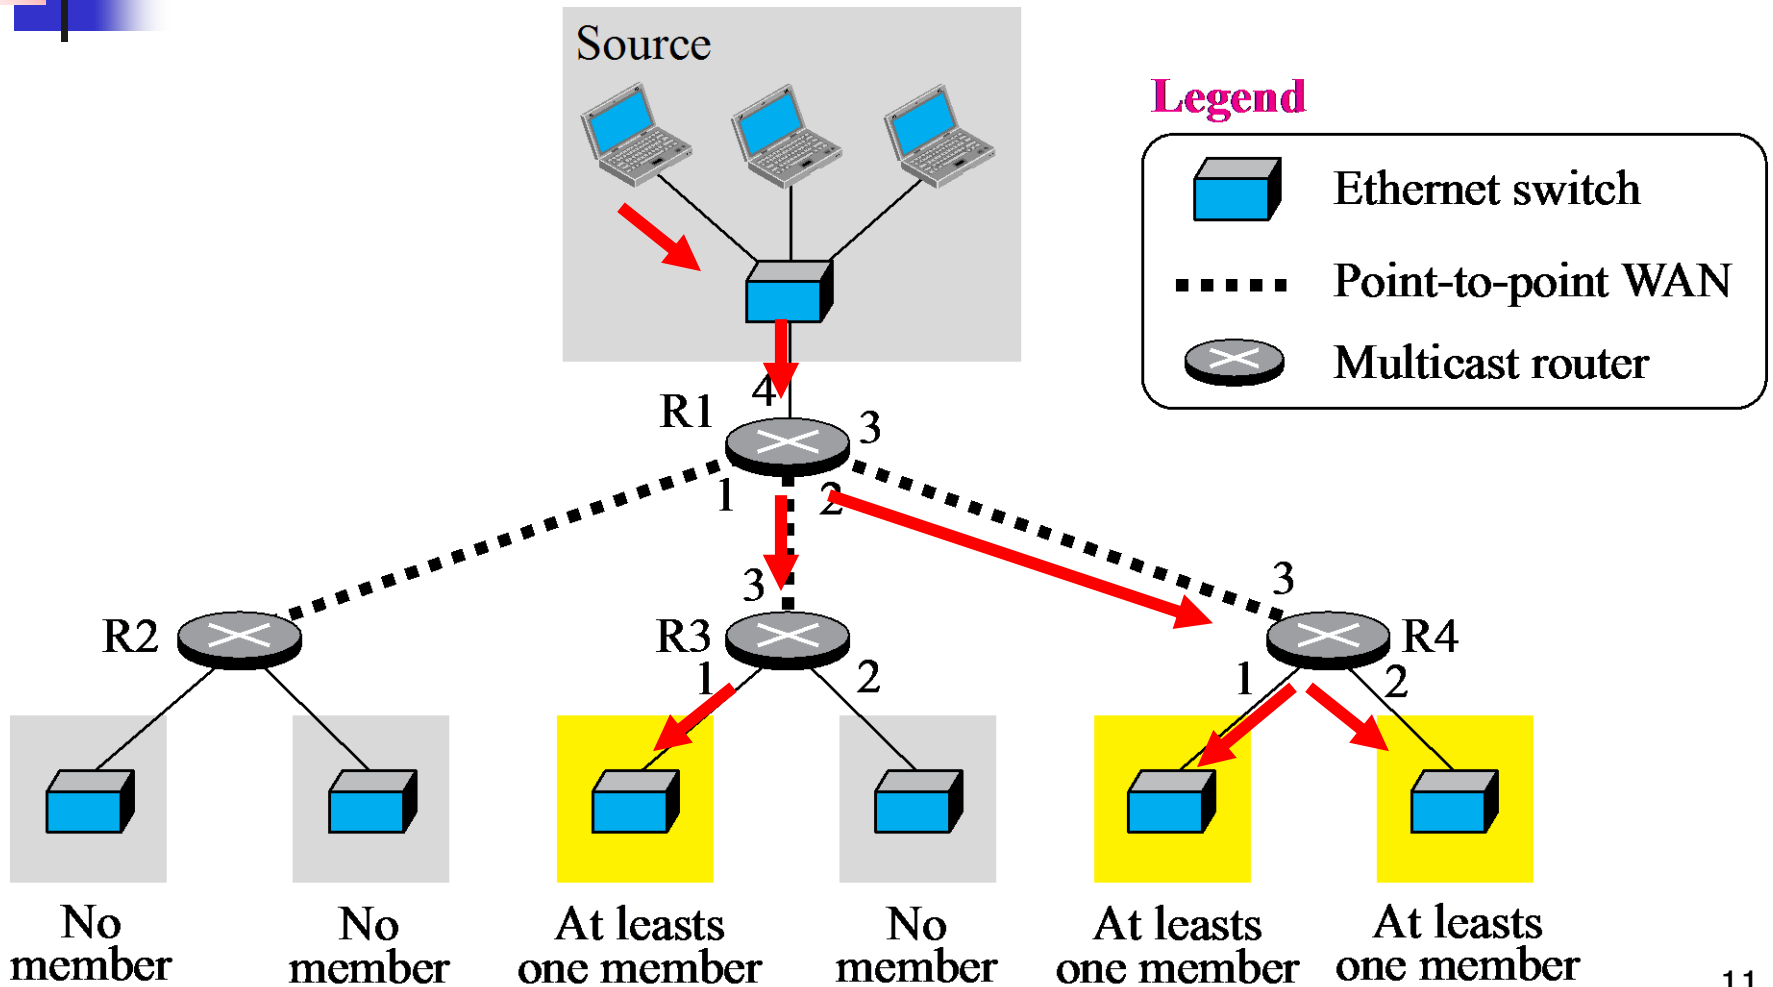 Source
Legend
Ethernet switch
Point-to-point WAN
Multicast router
4
R1
3
1
2
3
3
R2
R3
R4
1
2
1
2
No
member
No
member
At leasts
one member
No
member
At leasts
one member
At leasts
one member
11